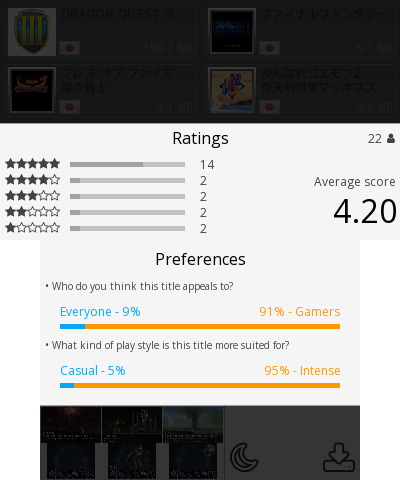 DRAGON QUEST III
156.7 MB
ファイナルファンタジー
3.1 MB
ブレス オブ ファイア
竜の戦士
4.1 MB
がんばれゴエモン2
奇天烈将軍マッギネス
5.5 MB
Ratings
22
14
2
2
2
2
Average score
4.20
Preferences
• Who do you think this title appeals to?
Everyone - 9%
91% - Gamers
• What kind of play style is this title more suited for?
Casual - 5%
95% - Intense